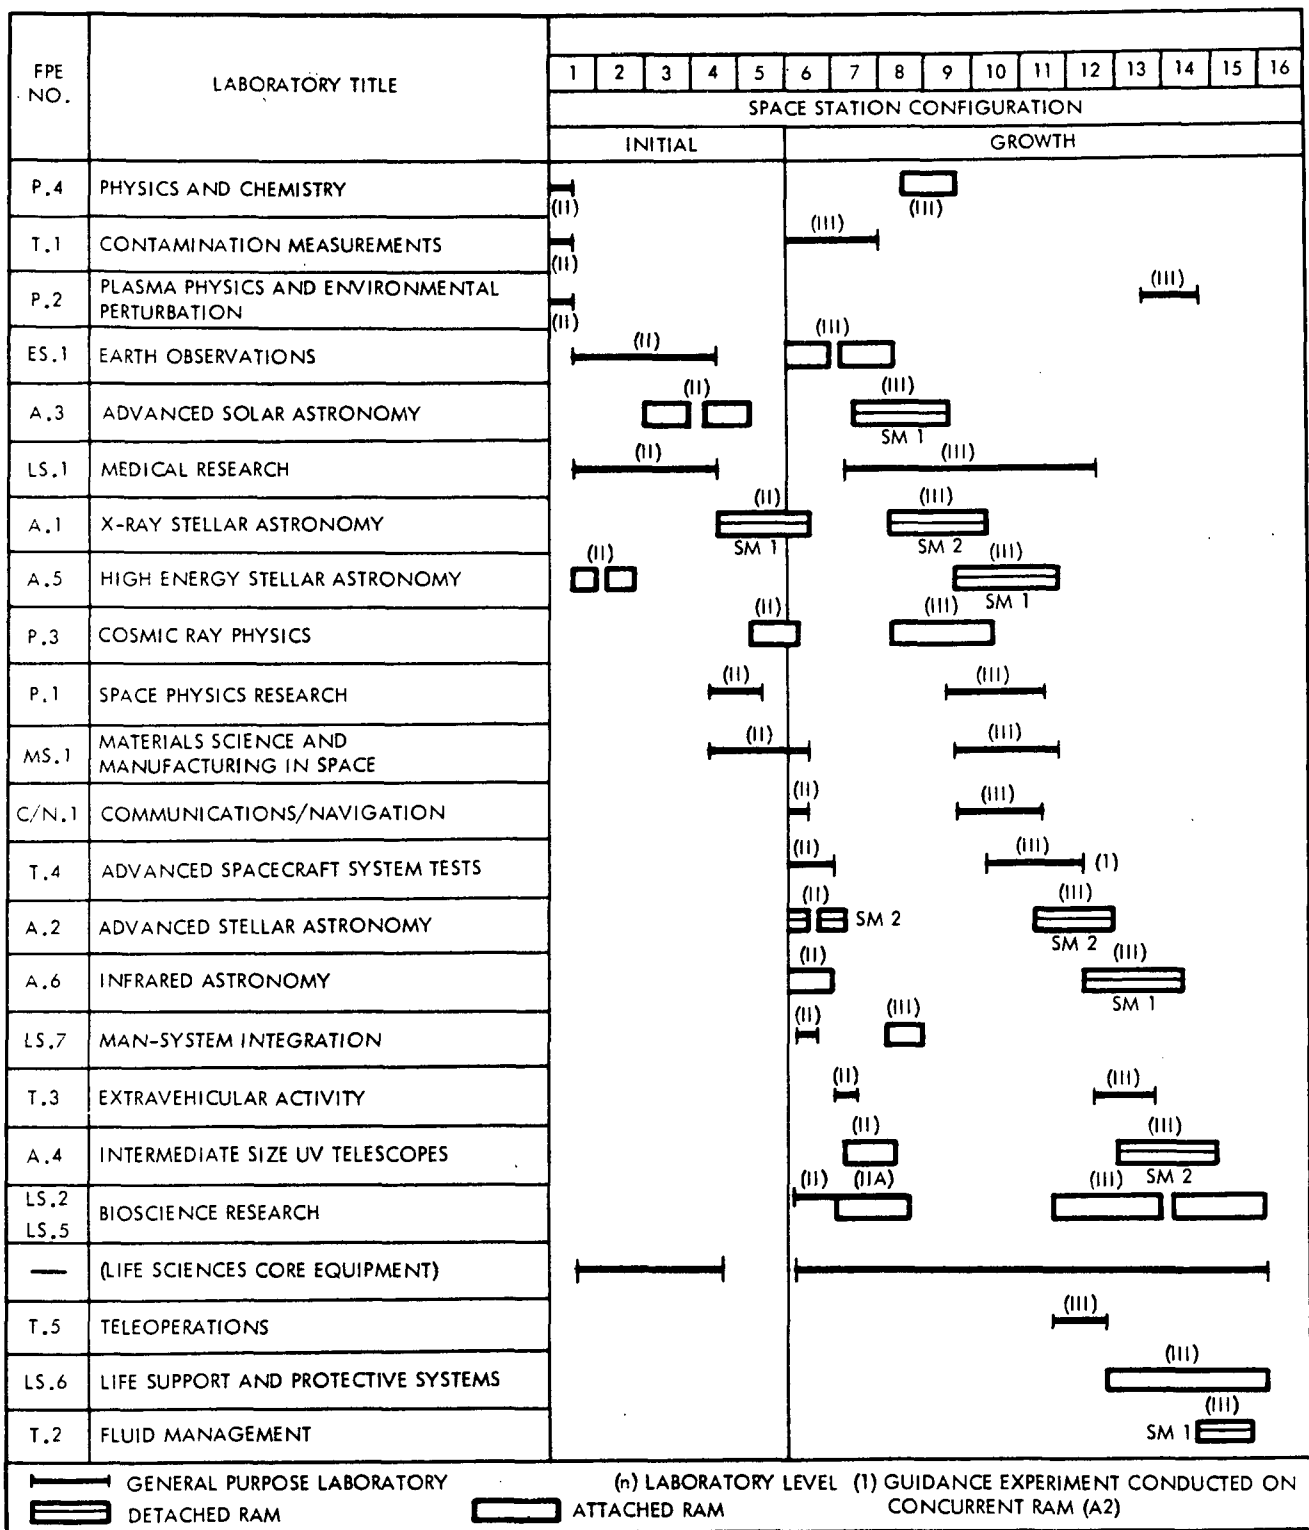 FPE NO.
LABORATORY TITLE
1 2 3 4 5 6 7 8 9 10 11 12 13 14 15 16
SPACE STATION CONFIGURATION
INITIAL GROWTH
P.4 PHYSICS AND CHEMISTRY
(II) (III)
T.1 CONTAMINATION MEASUREMENTS (III)
(II)
P.2 PLASMA PHYSICS AND ENVIRONMENTAL
PERTURBATION
(II) (III)
ES.1 EARTH OBSERVATIONS (II) (III)
A.3 ADVANCED SOLAR ASTRONOMY (II) (III)
SM 1
LS.1 MEDICAL RESEARCH (II) (III)
A.1 X-RAY STELLAR ASTRONOMY (II) (III)
SM 1 SM 2
A.5 HIGH ENERGY STELLAR ASTRONOMY (II) (III)
SM 1
P.3 COSMIC RAY PHYSICS (II) (III)
P.1 SPACE PHYSICS RESEARCH (II) (III)
MS.1 MATERIALS SCIENCE AND
MANUFACTURING IN SPACE
(II) (III)
C/N.1 COMMUNICATIONS/NAVIGATION (II) (III)
T.4 ADVANCED SPACECRAFT SYSTEM TESTS (II) (III) (1)
A.2 ADVANCED STELLAR ASTRONOMY (II) SM 2 (III)
SM 2
A.6 INFRARED ASTRONOMY (II) (III)
SM 1
LS.7 MAN-SYSTEM INTEGRATION (II) (III)
T.3 EXTRAVEHICULAR ACTIVITY (II) (III)
A.4 INTERMEDIATE SIZE UV TELESCOPES (II) (III)
SM 2
LS.2
LS.5
BIOSCIENCE RESEARCH (II) (IIA) (III)
— (LIFE SCIENCES CORE EQUIPMENT)
T.5 TELEOPERATIONS (III)
LS.6 LIFE SUPPORT AND PROTECTIVE SYSTEMS (III)
T.2 FLUID MANAGEMENT SM 1 (III)
GENERAL PURPOSE LABORATORY
DETACHED RAM
ATTACHED RAM
(n) LABORATORY LEVEL
(1) GUIDANCE EXPERIMENT CONDUCTED ON
CONCURRENT RAM (A2)